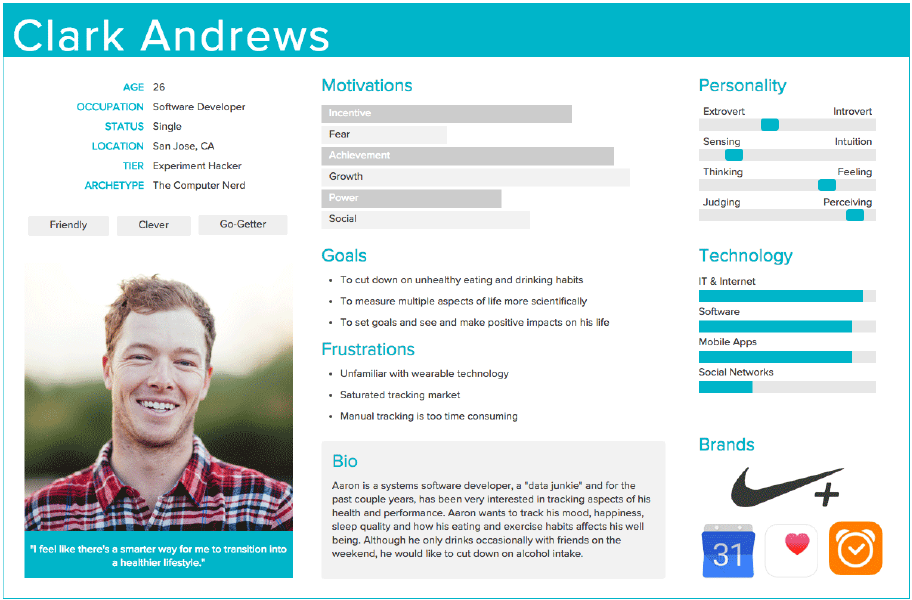 Clark Andrews
AGE 26
OCCUPATION Software Developer
STATUS Single
LOCATION San Jose, CA
TIER Experiment Hacker
ARCHETYPE The Computer Nerd
Friendly Clever Go-Getter
"I feel like there's a smarter way for me to transition into
a healthier lifestyle."
Motivations
Incentive
Fear
Achievement
Growth
Power
Social
Goals
• To cut down on unhealthy eating and drinking habits
• To measure multiple aspects of life more scientifically
• To set goals and see and make positive impacts on his life
Frustrations
• Unfamiliar with wearable technology
• Saturated tracking market
• Manual tracking is too time consuming
Bio
Aaron is a systems software developer, a "data junkie" and for the
past couple years, has been very interested in tracking aspects of his
health and performance. Aaron wants to track his mood, happiness,
sleep quality and how his eating and exercise habits affects his well
being. Although he only drinks occasionally with friends on the
weekend, he would like to cut down on alcohol intake.
Personality
Extrovert Introvert
Sensing Intuition
Thinking Feeling
Judging Perceiving
Technology
IT & Internet
Software
Mobile Apps
Social Networks
Brands
+
31